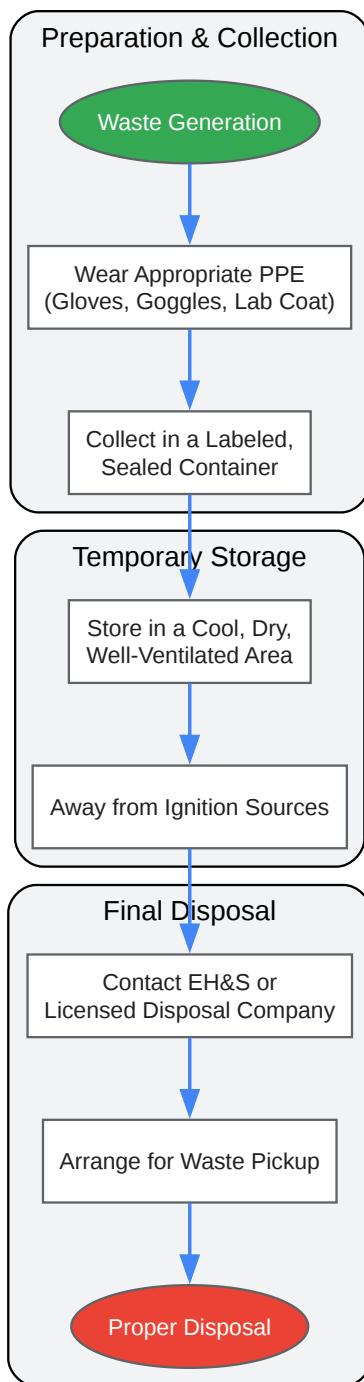 Preparation & Collection
Waste Generation
Wear Appropriate PPE
(Gloves, Goggles, Lab Coat)
Collect in a Labeled,
Sealed Container
Temporary Storage
Store in a Cool, Dry,
Well-Ventilated Area
Away from Ignition Sources
Final Disposal
Contact EH&S or
Licensed Disposal Company
Arrange for Waste Pickup
Proper Disposal